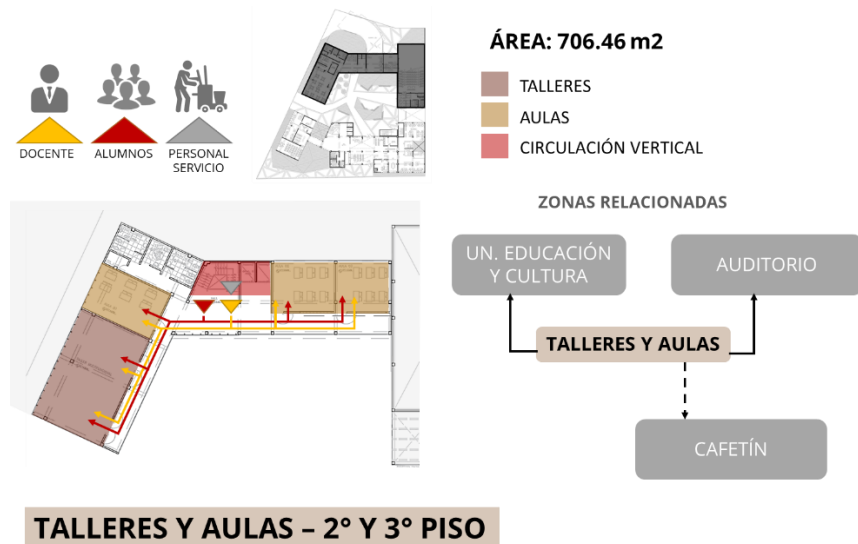 ÁREA: 706.46 m2
TALLERES
AULAS
CIRCULACIÓN VERTICAL
DOCENTE
ALUMNOS
PERSONAL
SERVICIO
ZONAS RELACIONADAS
UN. EDUCACIÓN
Y CULTURA
AUDITORIO
TALLERES Y AULAS
CAFETÍN
TALLERES Y AULAS – 2° Y 3° PISO